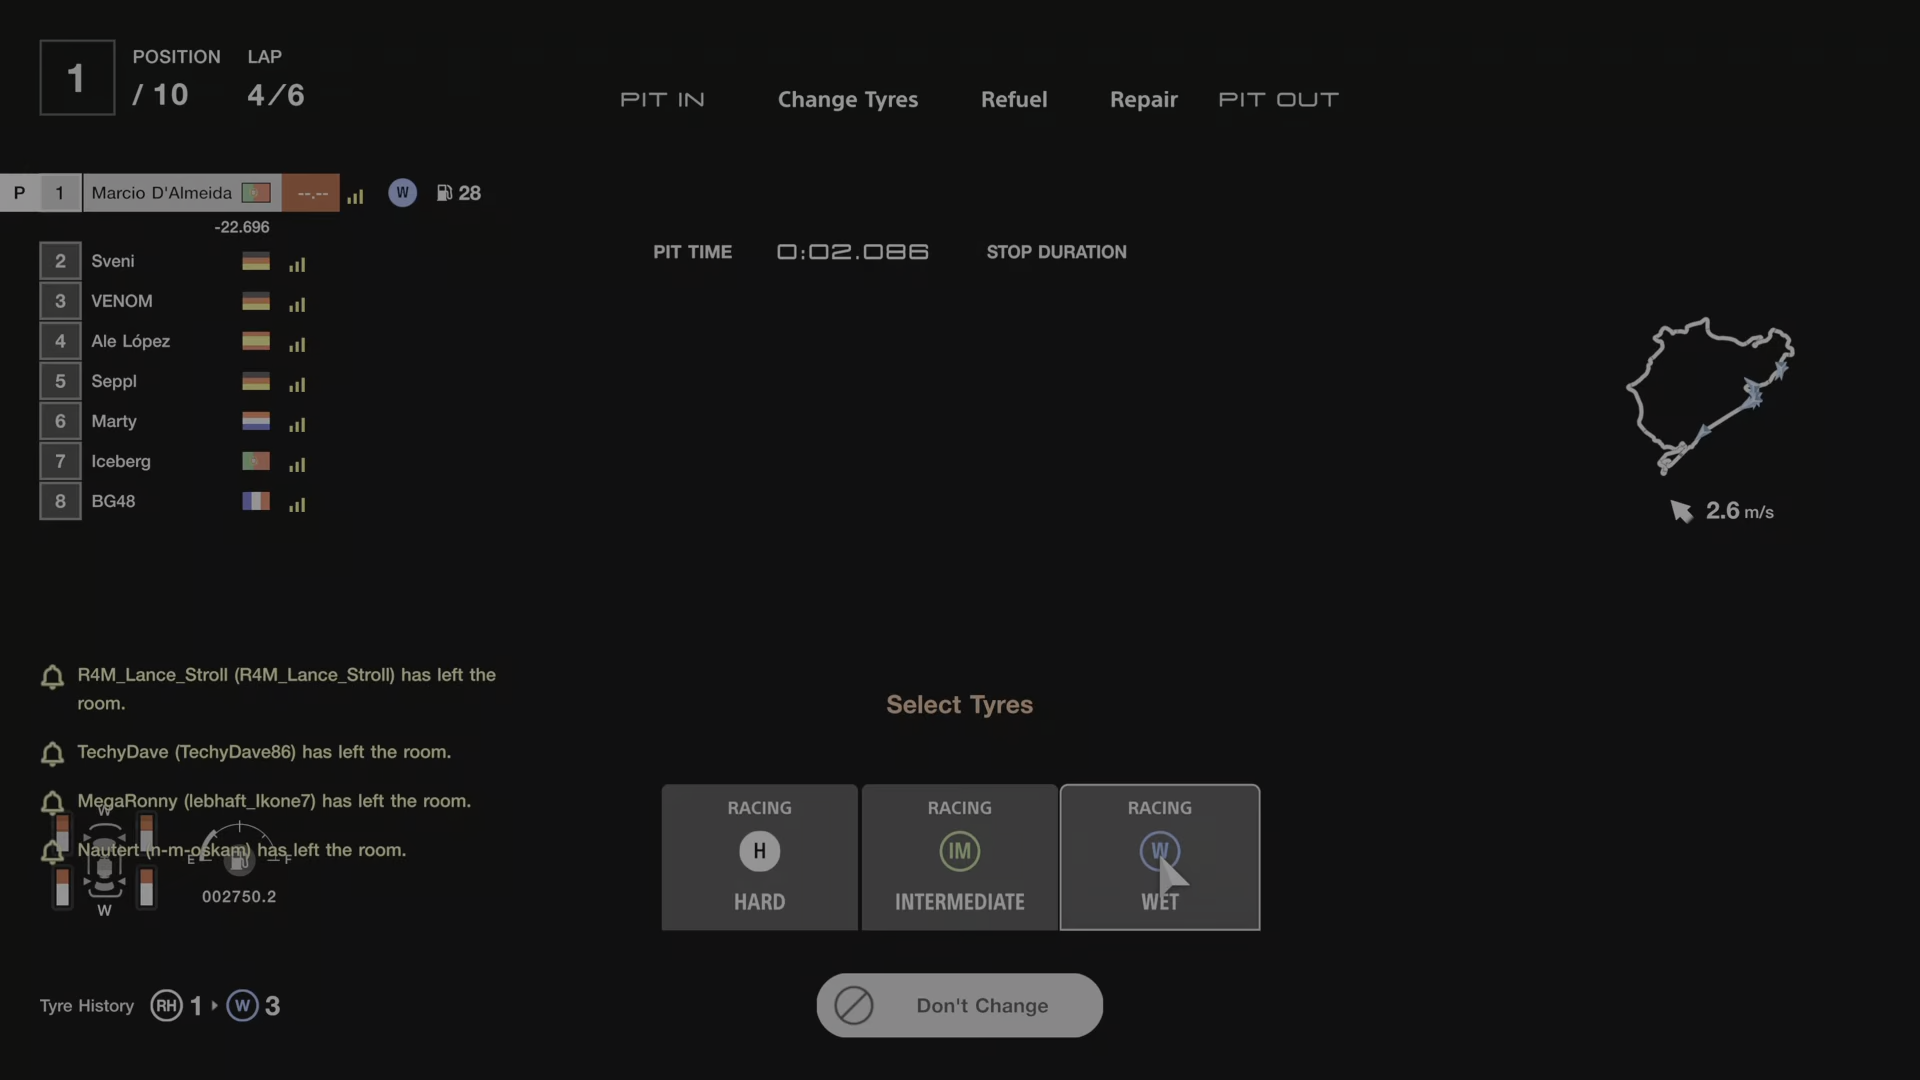 1
POSITION
/ 10
LAP
4/6
PIT IN
Change Tyres
Refuel
Repair
PIT OUT
P 1 Marcio D'Almeida --.-- W 28
-22.696
2 Sveni
3 VENOM
4 Ale López
5 Seppl
6 Marty
7 Iceberg
8 BG48
PIT TIME 0:02.086 STOP DURATION
2.6 m/s
R4M_Lance_Stroll (R4M_Lance_Stroll) has left the
room.
TechyDave (TechyDave86) has left the room.
MegaRonny (lebhaft_Ikone7) has left the room.
Nautert (n-m-oskam) has left the room.
W
E F
002750.2
W
Select Tyres
RACING
H
HARD
RACING
IM
INTERMEDIATE
RACING
W
WET
Tyre History RH 1 W 3
Don't Change